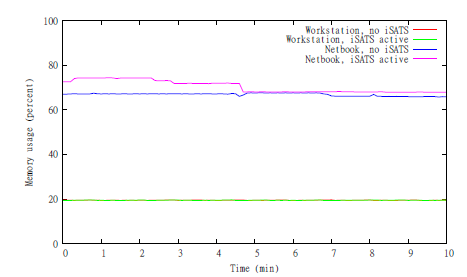 100
80
60
40
20
0
Memory usage (percent)
Workstation, no iSATS
Workstation, iSATS active
Netbook, no iSATS
Netbook, iSATS active
0 1 2 3 4 5 6 7 8 9 10
Time (min)